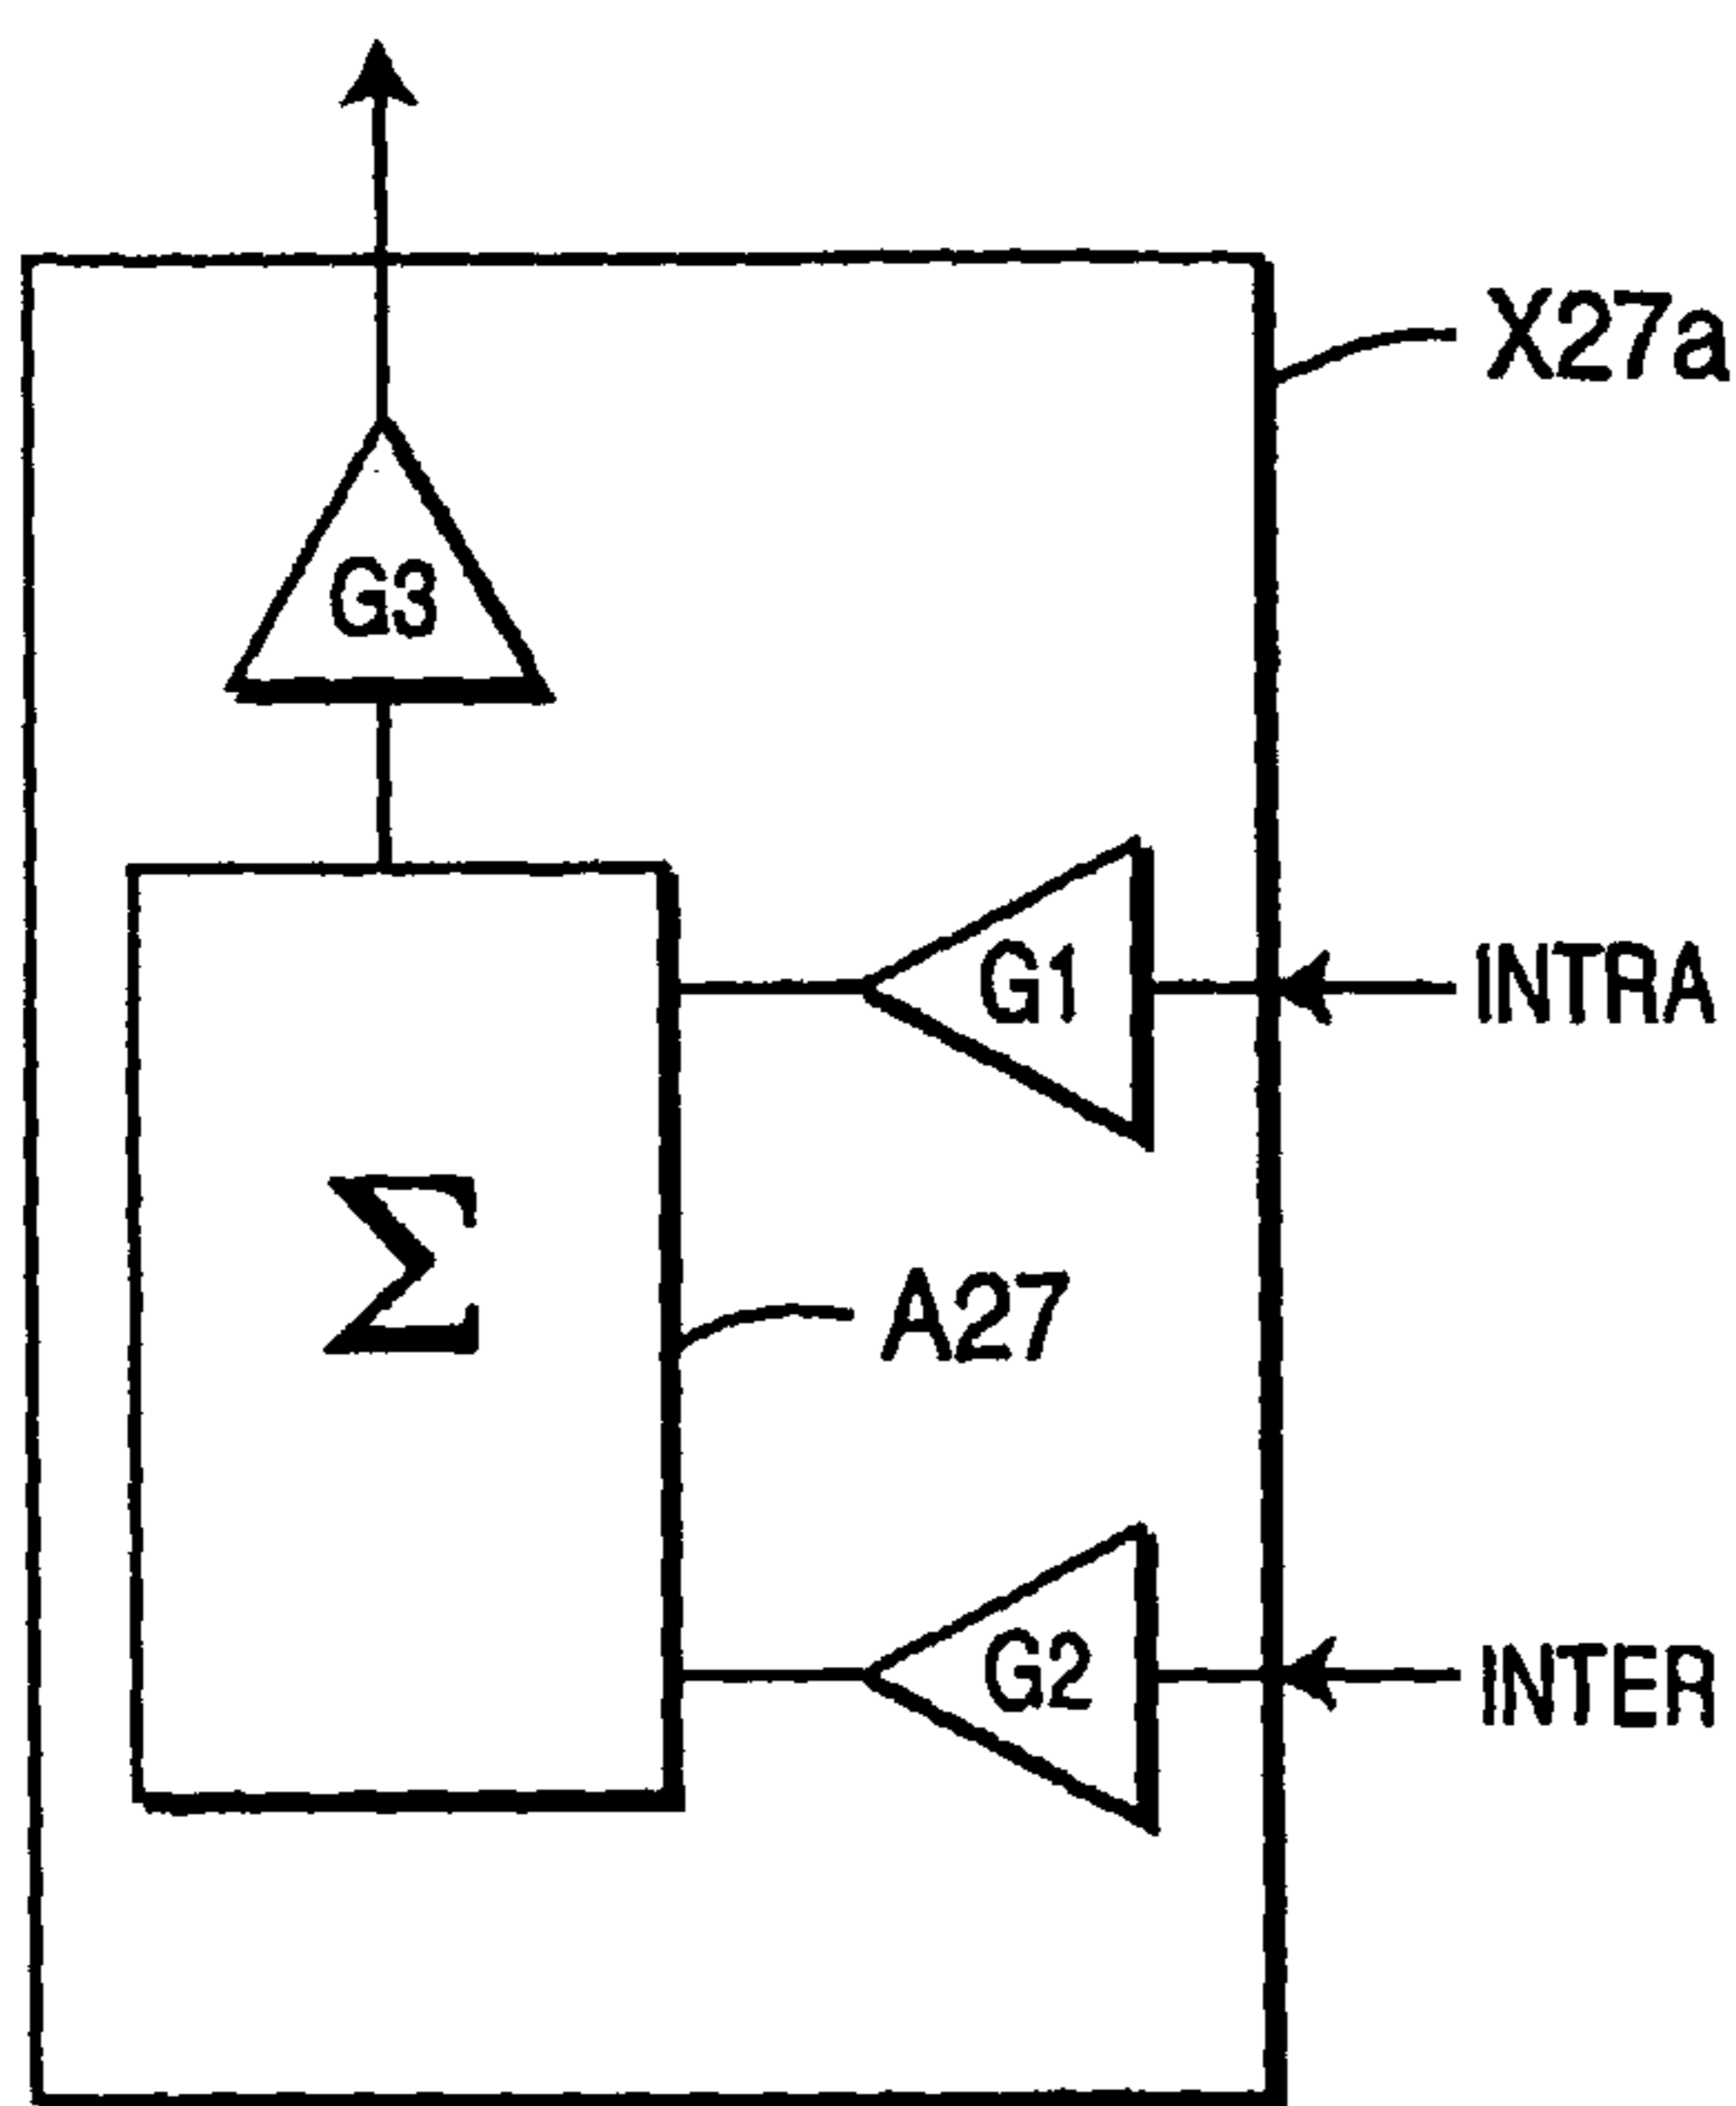 X27a
G3
G1
INTRA
Σ
A27
G2
INTER